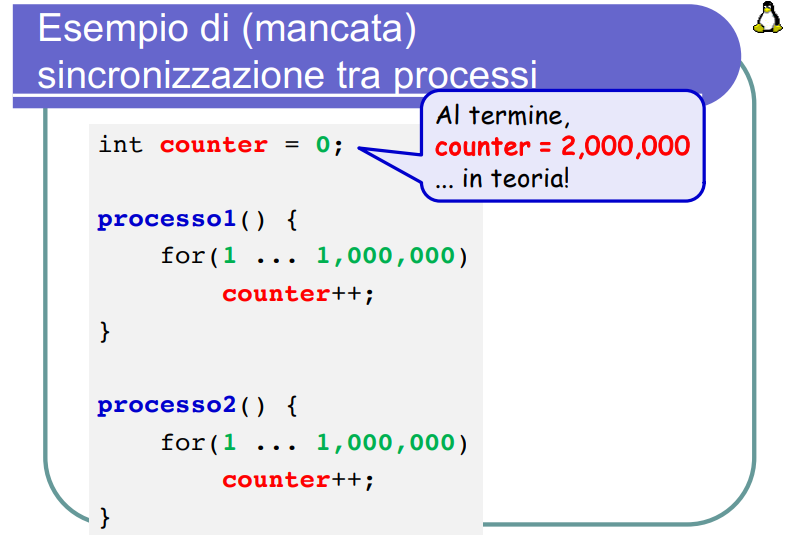 Esempio di (mancata)
sincronizzazione tra processi
Al termine,
counter = 2,000,000
... in teoria!
int counter = 0;
processo1() {
for(1 ... 1,000,000)
counter++;
}
processo2() {
for(1 ... 1,000,000)
counter++;
}